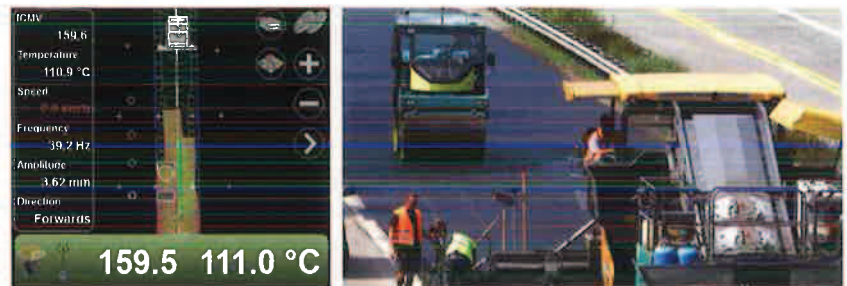 ICMV
159.6
Temperature
110.9 °C
Speed
Frequency
39.2 Hz
Amplitude
3.62 mm
Direction
Forwards
159.5 111.0 °C